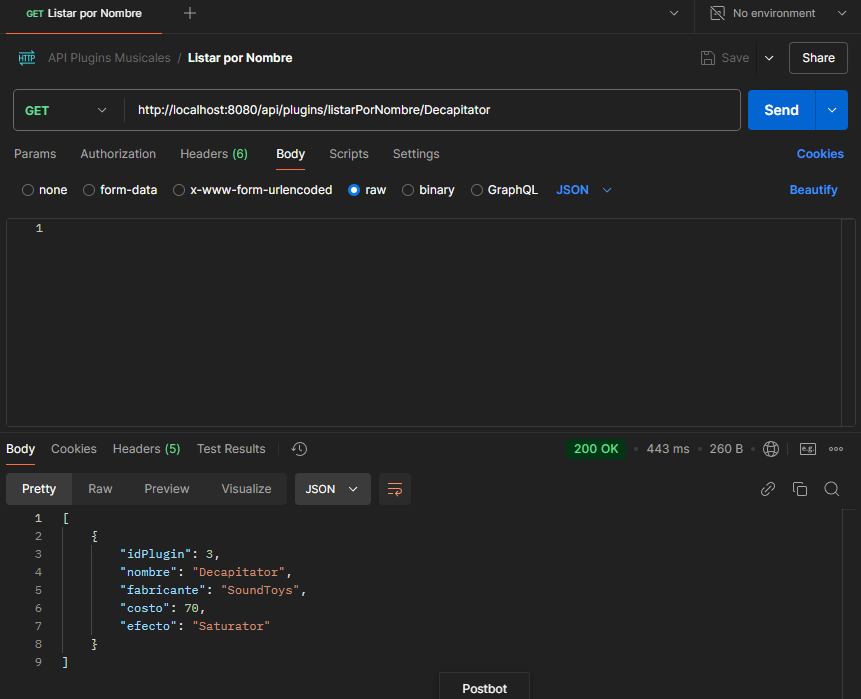 GET Listar por Nombre
No environment
HTTP API Plugins Musicales / Listar por Nombre
Save
Share
GET http://localhost:8080/api/plugins/listarPorNombre/Decapitator
Send
Params Authorization Headers (6) Body Scripts Settings Cookies
none form-data x-www-form-urlencoded raw binary GraphQL JSON Beautify
1
Body Cookies Headers (5) Test Results 200 OK • 443 ms • 260 B • e.g.
Pretty Raw Preview Visualize JSON
1 [
2 {
3 "idPlugin": 3,
4 "nombre": "Decapitator",
5 "fabricante": "SoundToys",
6 "costo": 70,
7 "efecto": "Saturator"
8 }
9 ]
Postbot